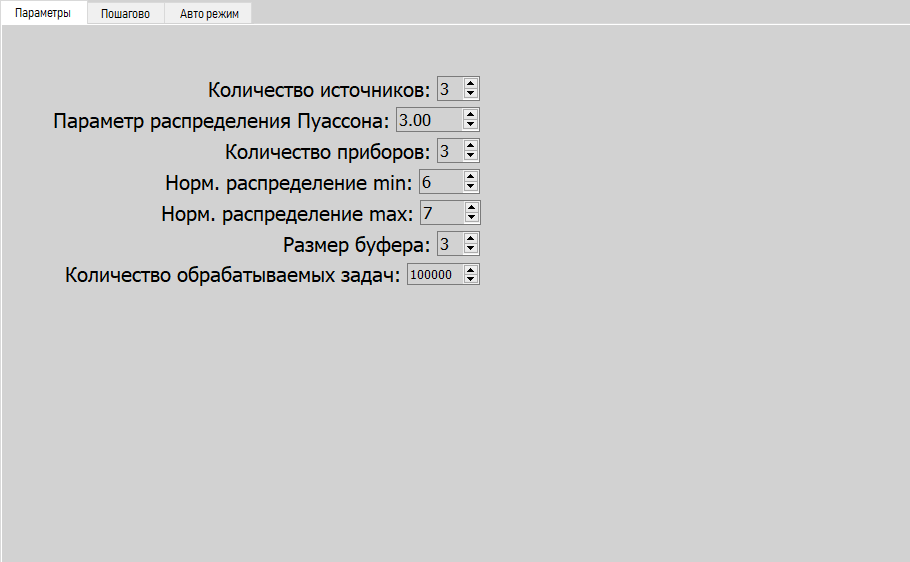 Параметры Пошагово Авто режим
Количество источников: 3
Параметр распределения Пуассона: 3.00
Количество приборов: 3
Норм. распределение min: 6
Норм. распределение max: 7
Размер буфера: 3
Количество обрабатываемых задач: 100000